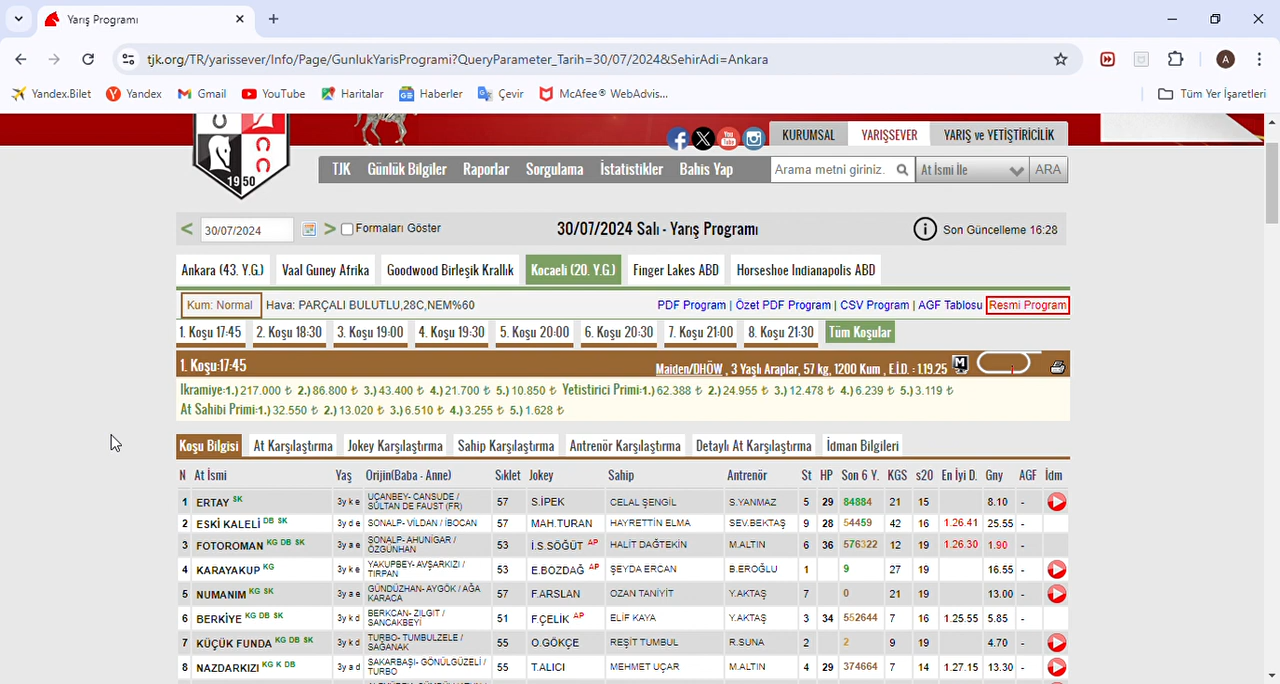 Yarış Programı
tjk.org/TR/yarissever/Info/Page/GunlukYarisProgrami?QueryParameter_Tarih=30/07/2024&SehirAdi=Ankara
A
Yandex.Bilet Yandex Gmail YouTube Haritalar Haberler Çevir McAfee® WebAdvis... Tüm Yer İşaretleri
1950
You Tube KURUMSAL YARIŞSEVER YARIŞ ve YETİŞTİRİCİLİK
TJK Günlük Bilgiler Raporlar Sorgulama İstatistikler Bahis Yap Arama metni giriniz. At İsmi İle ARA
< 30/07/2024 > Formaları Göster 30/07/2024 Salı - Yarış Programı Son Güncelleme 16:28
Ankara (43. Y.G.) Vaal Guney Afrika Goodwood Birleşik Krallık Kocaeli (20. Y.G.) Finger Lakes ABD Horseshoe Indianapolis ABD
Kum: Normal Hava: PARÇALI BULUTLU,28C,NEM%60 PDF Program | Özet PDF Program | CSV Program | AGF Tablosu Resmi Program
1. Koşu 17:45 2. Koşu 18:30 3. Koşu 19:00 4. Koşu 19:30 5. Koşu 20:00 6. Koşu 20:30 7. Koşu 21:00 8. Koşu 21:30 Tüm Koşular
1. Koşu:17:45 Maiden/DHÖW , 3 Yaşlı Araplar, 57 kg, 1200 Kum , E.İ.D. : 1.19.25 M
İkramiye:1.) 217.000 ₺ 2.) 86.800 ₺ 3.) 43.400 ₺ 4.) 21.700 ₺ 5.) 10.850 ₺ Yetistirici Primi:1.) 62.388 ₺ 2.) 24.955 ₺ 3.) 12.478 ₺ 4.) 6.239 ₺ 5.) 3.119 ₺
At Sahibi Primi:1.) 32.550 ₺ 2.) 13.020 ₺ 3.) 6.510 ₺ 4.) 3.255 ₺ 5.) 1.628 ₺
Koşu Bilgisi At Karşılaştırma Jokey Karşılaştırma Sahip Karşılaştırma Antrenör Karşılaştırma Detaylı At Karşılaştırma İdman Bilgileri
N At İsmi Yaş Orijin(Baba - Anne) Sıklet Jokey Sahip Antrenör St HP Son 6 Y. KGS s20 En İyi D. Gny AGF İdm
1 ERTAY SK 3y k e UCANBEY- CANSUDE / SÜLTAN DE FAUST (FR) 57 S.İPEK CELAL ŞENGİL S.YANMAZ 5 29 84884 21 15 8.10 -
2 ESKİ KALELİ DB SK 3y d e SONALP- VİLDAN / İBOCAN 57 MAH.TURAN HAYRETTİN ELMA SEV.BEKTAŞ 9 28 54459 42 16 1.26.41 25.55 -
3 FOTOROMAN KG DB SK 3y a e SONALP- AHUNİGAR / ÖZGÜNHAN 53 İ.S.SÖĞÜT AP HALİT DAĞTEKİN M.ALTIN 6 36 576322 12 19 1.26.30 1.90 -
4 KARAYAKUP KG 3y k e YAKUPBEY- AVŞARKIZI / TIRPAN 53 E.BOZDAĞ AP ŞEYDA ERCAN B.EROĞLU 1 9 27 19 16.55 -
5 NUMANIM KG SK 3y a e GÜNDÜZHAN- AYGÖK / AĞA KARACA 57 F.ARSLAN OZAN TANİYİT Y.AKTAŞ 7 0 21 19 13.00 -
6 BERKİYE KG DB SK 3y k d BERKCAN- ZILGIT / SANCAKBEYİ 51 F.ÇELİK AP ELİF KAYA Y.AKTAŞ 3 34 552644 7 16 1.25.55 5.85 -
7 KÜÇÜK FUNDA KG DB SK 3y k d TURBO- TUMBULZELE / SAĞANAK 55 O.GÖKÇE REŞİT TUMBUL R.SUNA 2 2 9 19 4.70 -
8 NAZDARKIZI KG K DB 3y a d SAKARBAŞI- GÖNÜLGÜZELİ / TURBO 55 T.ALICI MEHMET UÇAR M.ALTIN 4 29 374664 7 14 1.27.15 13.30 -